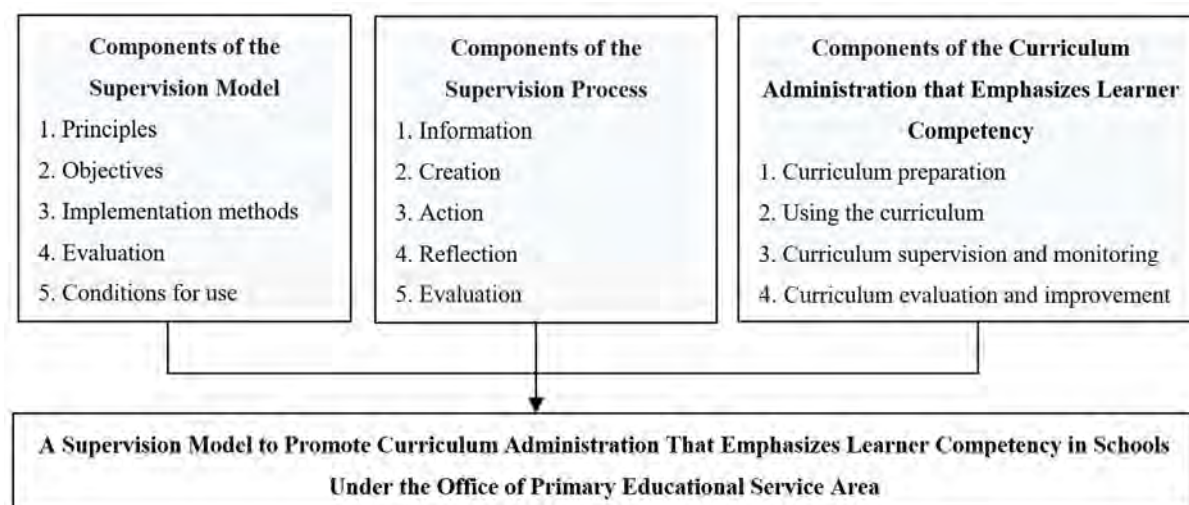 Components of the
Supervision Model
1. Principles
2. Objectives
3. Implementation methods
4. Evaluation
5. Conditions for use
Components of the
Supervision Process
1. Information
2. Creation
3. Action
4. Reflection
5. Evaluation
Components of the Curriculum
Administration that Emphasizes Learner
Competency
1. Curriculum preparation
2. Using the curriculum
3. Curriculum supervision and monitoring
4. Curriculum evaluation and improvement
A Supervision Model to Promote Curriculum Administration That Emphasizes Learner Competency in Schools
Under the Office of Primary Educational Service Area